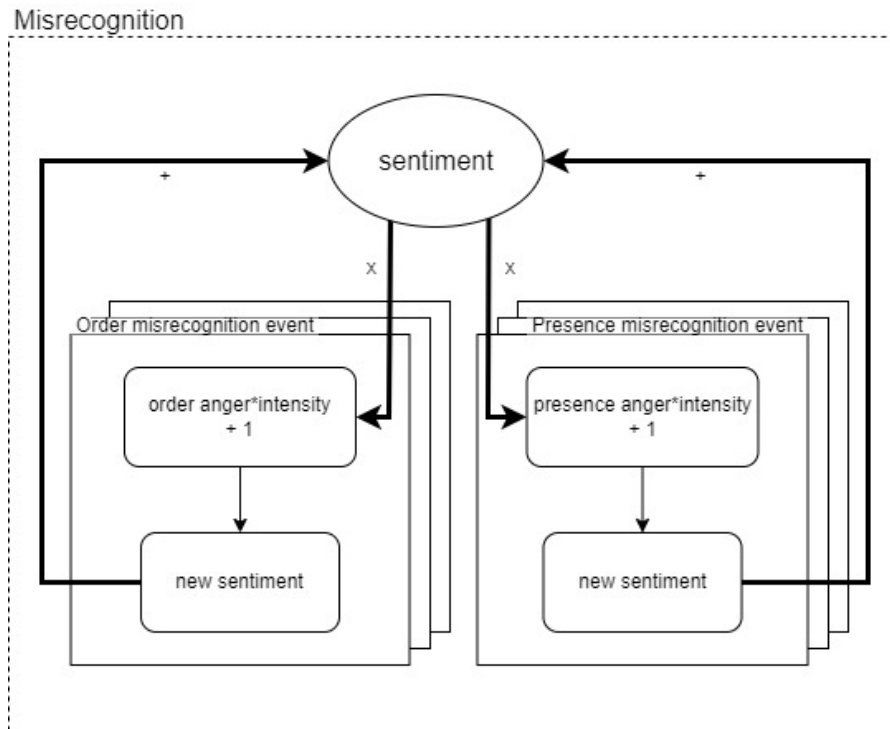 Misrecognition
sentiment
+
+
x
x
Order misrecognition event
Presence misrecognition event
order anger*intensity
+ 1
presence anger*intensity
+ 1
new sentiment
new sentiment